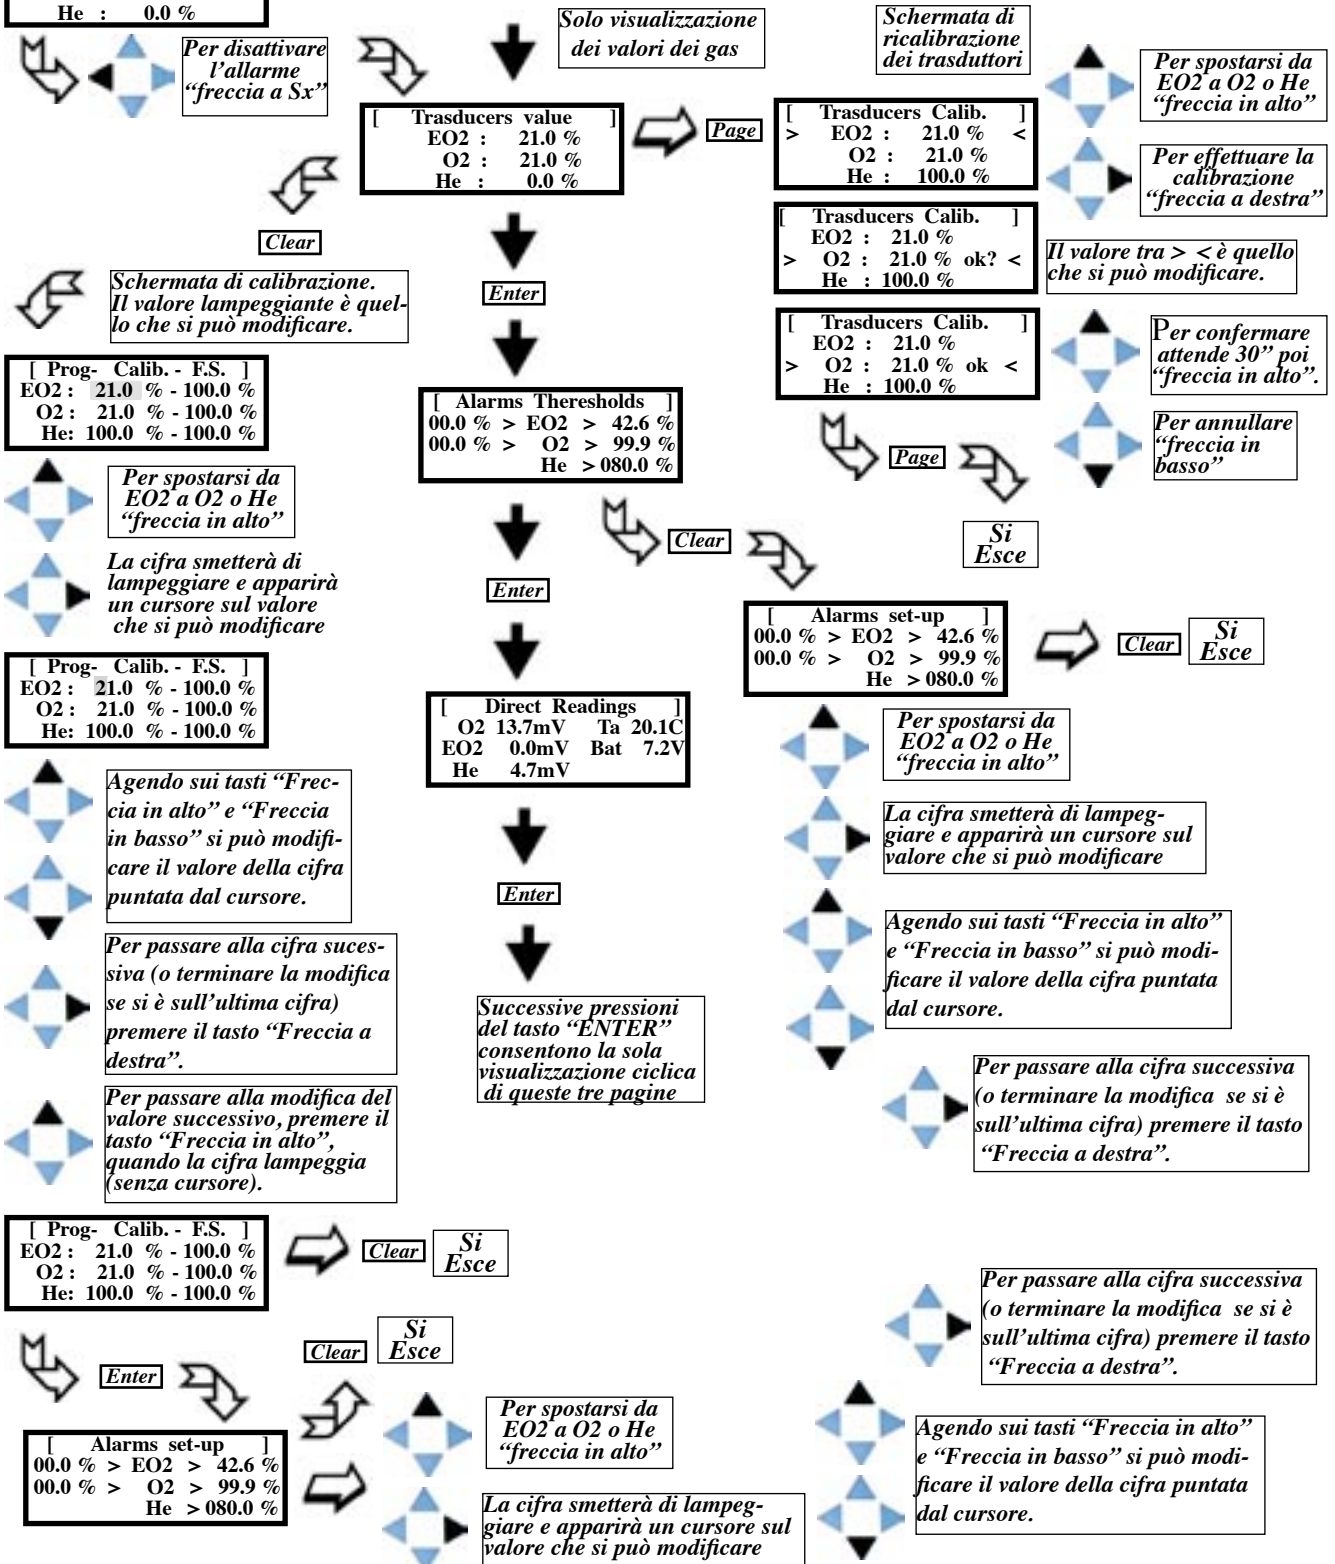 He : 0.0 %
Per disattivare
l'allarme
"freccia a Sx"
Solo visualizzazione
dei valori dei gas
Schermata di
ricalibrazione
dei trasduttori
Per spostarsi da
EO2 a O2 o He
"freccia in alto"
[ Trasducers value ]
EO2 : 21.0 %
O2 : 21.0 %
He : 0.0 %
Page
[ Trasducers Calib. ]
> EO2 : 21.0 % <
O2 : 21.0 %
He : 100.0 %
Per effettuare la
calibrazione
"freccia a destra"
Clear
[ Trasducers Calib. ]
EO2 : 21.0 %
> O2 : 21.0 % ok? <
He : 100.0 %
Il valore tra > < è quello
che si può modificare.
Schermata di calibrazione.
Il valore lampeggiante è quel-
lo che si può modificare.
Enter
[ Trasducers Calib. ]
EO2 : 21.0 %
> O2 : 21.0 % ok <
He : 100.0 %
Per confermare
attende 30" poi
"freccia in alto".
[ Prog- Calib. - F.S. ]
EO2 : 21.0 % - 100.0 %
O2 : 21.0 % - 100.0 %
He: 100.0 % - 100.0 %
[ Alarms Theresholds ]
00.0 % > EO2 > 42.6 %
00.0 % > O2 > 99.9 %
He > 080.0 %
Per annullare
"freccia in
basso"
Page
Per spostarsi da
EO2 a O2 o He
"freccia in alto"
Clear
Si
Esce
La cifra smetterà di
lampeggiare e apparirà
un cursore sul valore
che si può modificare
Enter
[ Alarms set-up ]
00.0 % > EO2 > 42.6 %
00.0 % > O2 > 99.9 %
He > 080.0 %
Clear
Si
Esce
[ Prog- Calib. - F.S. ]
EO2 : 21.0 % - 100.0 %
O2 : 21.0 % - 100.0 %
He: 100.0 % - 100.0 %
[ Direct Readings ]
O2 13.7mV Ta 20.1C
EO2 0.0mV Bat 7.2V
He 4.7mV
Per spostarsi da
EO2 a O2 o He
"freccia in alto"
Agendo sui tasti "Frec-
cia in alto" e "Freccia
in basso" si può modifi-
care il valore della cifra
puntata dal cursore.
La cifra smetterà di lampeg-
giare e apparirà un cursore sul
valore che si può modificare
Enter
Agendo sui tasti "Freccia in alto"
e "Freccia in basso" si può modi-
ficare il valore della cifra puntata
dal cursore.
Per passare alla cifra suces-
siva (o terminare la modifica
se si è sull'ultima cifra)
premere il tasto "Freccia a
destra".
Successive pressioni
del tasto "ENTER"
consentono la sola
visualizzazione ciclica
di queste tre pagine
Per passare alla cifra successiva
(o terminare la modifica se si è
sull'ultima cifra) premere il tasto
"Freccia a destra".
Per passare alla modifica del
valore successivo, premere il
tasto "Freccia in alto",
quando la cifra lampeggia
(senza cursore).
[ Prog- Calib. - F.S. ]
EO2 : 21.0 % - 100.0 %
O2 : 21.0 % - 100.0 %
He: 100.0 % - 100.0 %
Clear
Si
Esce
Per passare alla cifra successiva
(o terminare la modifica se si è
sull'ultima cifra) premere il tasto
"Freccia a destra".
Enter
Clear
Si
Esce
[ Alarms set-up ]
00.0 % > EO2 > 42.6 %
00.0 % > O2 > 99.9 %
He > 080.0 %
Per spostarsi da
EO2 a O2 o He
"freccia in alto"
Agendo sui tasti "Freccia in alto"
e "Freccia in basso" si può modi-
ficare il valore della cifra puntata
dal cursore.
La cifra smetterà di lampeg-
giare e apparirà un cursore sul
valore che si può modificare